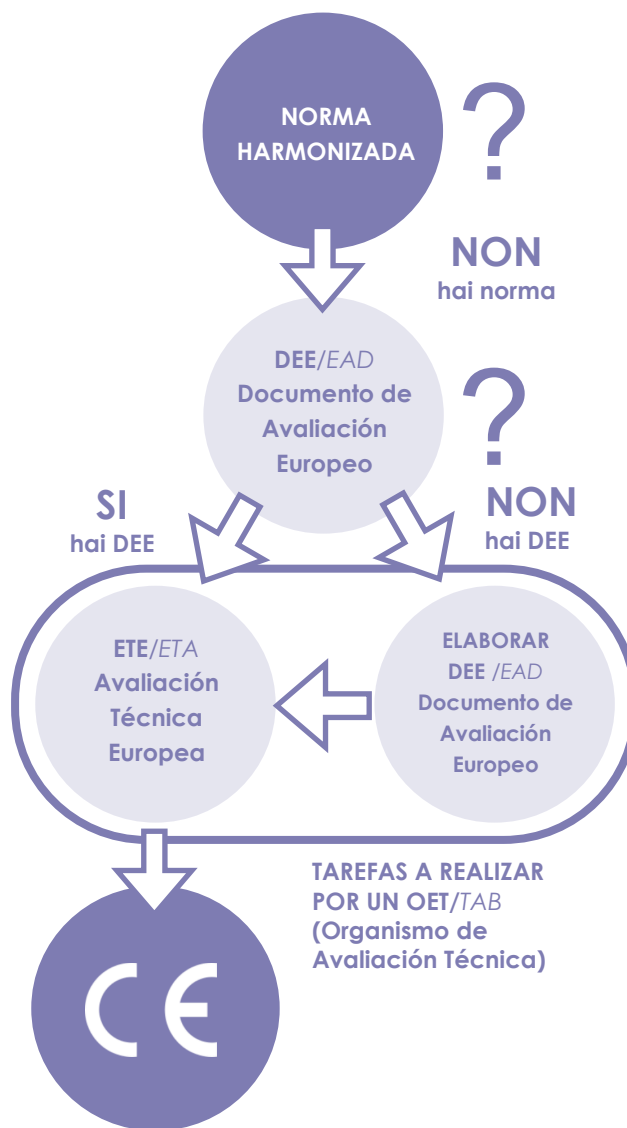 NORMA
HARMONIZADA
?
NON
hai norma
DEE/EAD
Documento de
Avaliación
Europeo
?
SI
hai DEE
NON
hai DEE
ETE/ETA
Avaliación
Técnica
Europea
ELABORAR
DEE /EAD
Documento de
Avaliación
Europeo
TAREFAS A REALIZAR
POR UN OET/TAB
(Organismo de
Avaliación Técnica)
CE